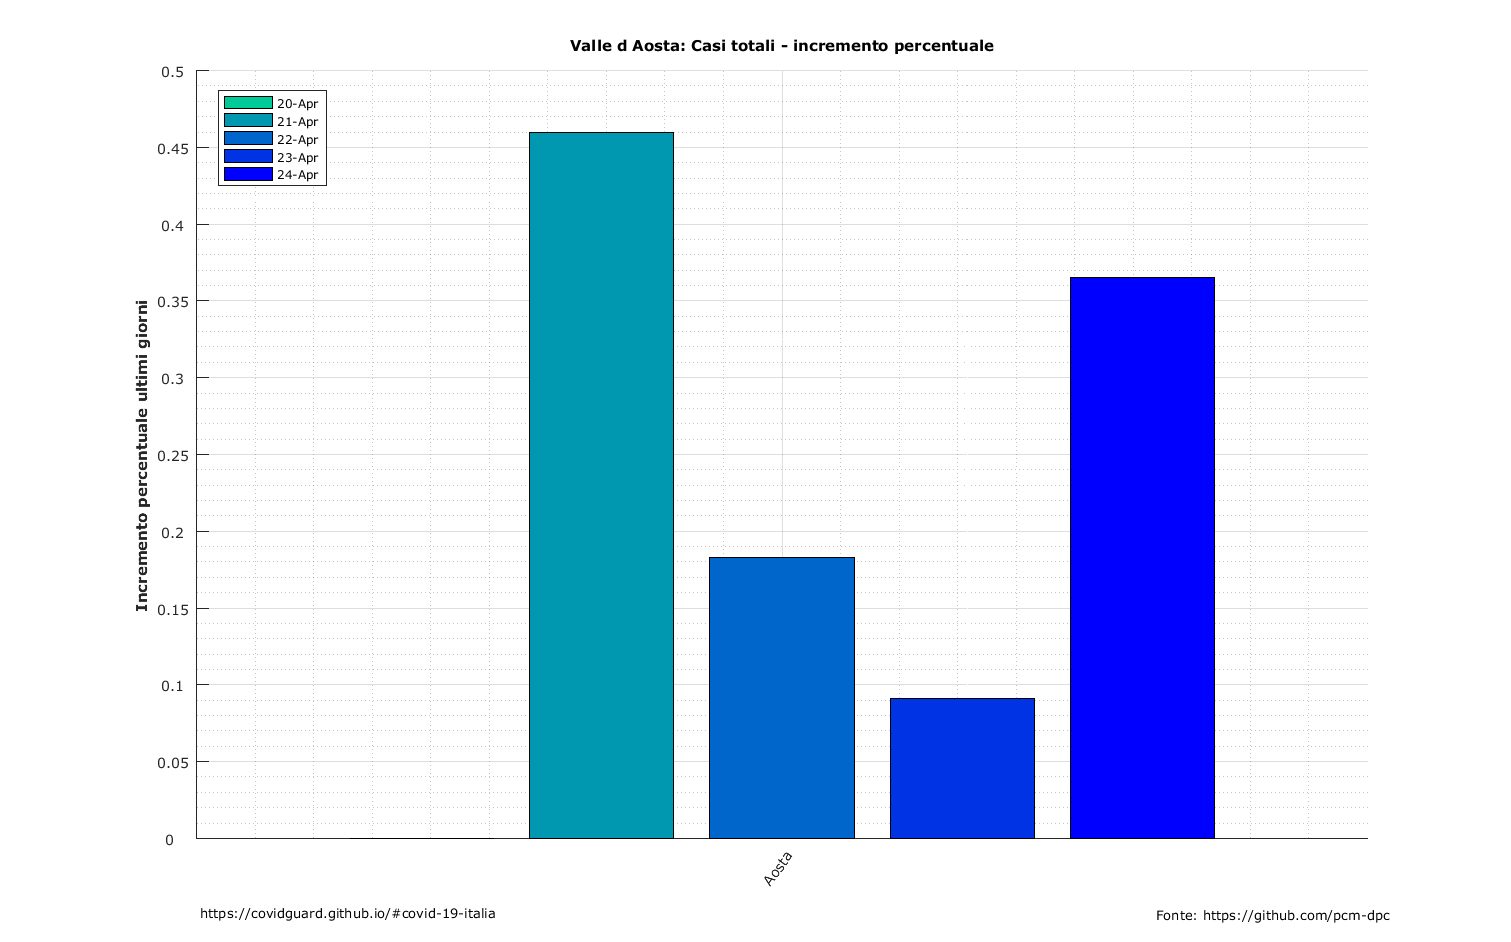 Valle d Aosta: Casi totali - incremento percentuale
Incremento percentuale ultimi giorni
0.5
0.45
0.4
0.35
0.3
0.25
0.2
0.15
0.1
0.05
0
20-Apr
21-Apr
22-Apr
23-Apr
24-Apr
Aosta
https://covidguard.github.io/#covid-19-italia
Fonte: https://github.com/pcm-dpc